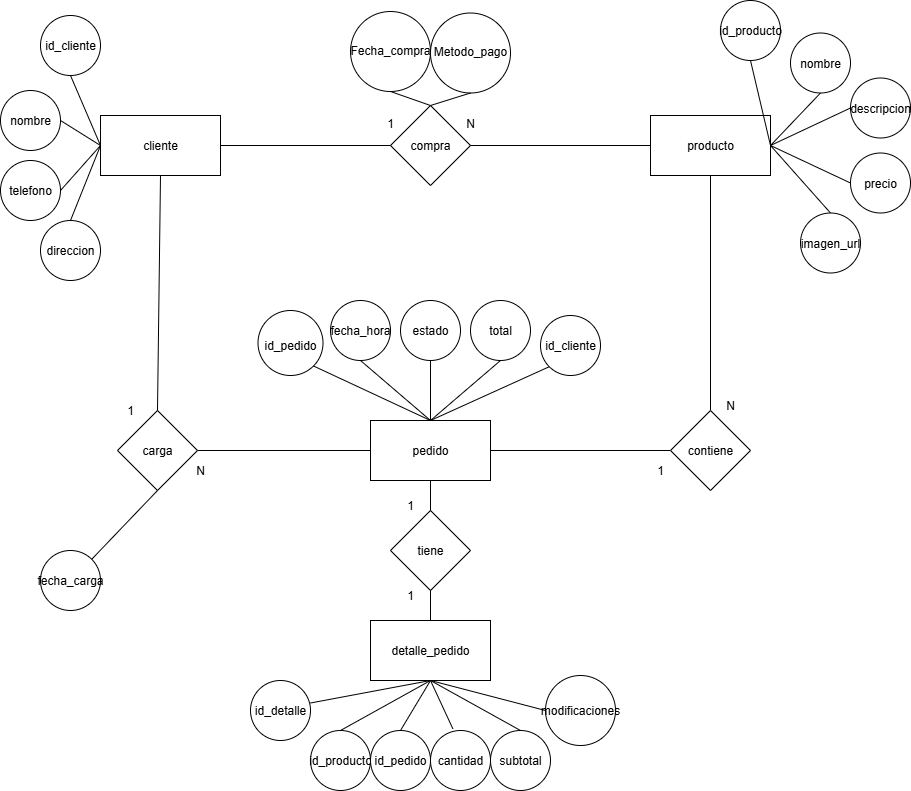 id_cliente
Fecha_compra
Metodo_pago
id_producto
nombre
nombre
descripcion
1
N
cliente
compra
producto
telefono
precio
direccion
imagen_url
id_pedido
fecha_hora
estado
total
id_cliente
1
N
carga
pedido
contiene
N
1
1
tiene
fecha_carga
1
detalle_pedido
id_detalle
modificaciones
id_producto
id_pedido
cantidad
subtotal